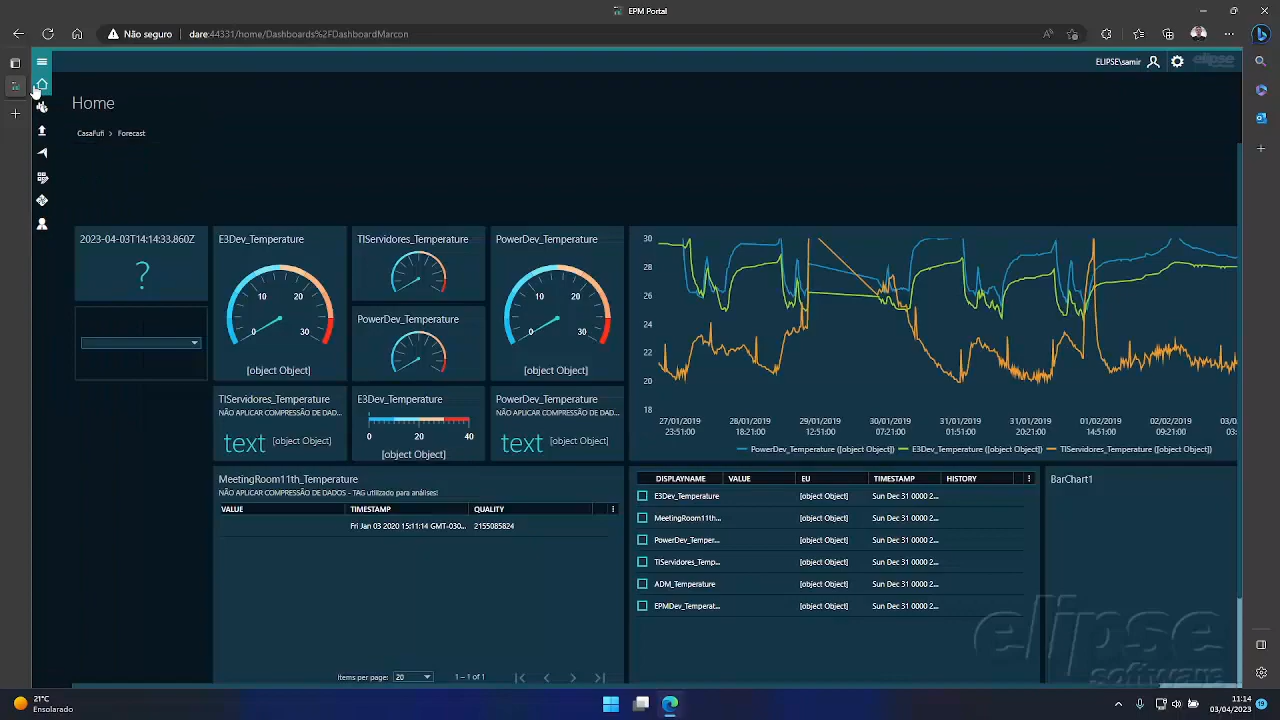 EPM Portal
Não seguro
dare:44331/home/Dashboards%2FDashboardMarcon
ELIPSE\samir
elipse
Home
CasaFufi > Forecast
2023-04-03T14:14:33.860Z
?
E3Dev_Temperature
0 10 20 30
[object Object]
TIServidores_Temperature
PowerDev_Temperature
PowerDev_Temperature
0 10 20 30
[object Object]
TIServidores_Temperature
NÃO APLICAR COMPRESSÃO DE DAD...
text [object Object]
E3Dev_Temperature
0 20 40
[object Object]
PowerDev_Temperature
NÃO APLICAR COMPRESSÃO DE DAD...
text [object Object]
30
28
26
24
22
20
18
27/01/2019 28/01/2019 29/01/2019 30/01/2019 31/01/2019 31/01/2019 01/02/2019 02/02/2019 03/0
23:51:00 18:21:00 12:51:00 07:21:00 01:51:00 20:21:00 14:51:00 09:21:00 03:
PowerDev_Temperature ([object Object]) E3Dev_Temperature ([object Object]) TIServidores_Temperature ([object Object])
MeetingRoom11th_Temperature
NÃO APLICAR COMPRESSÃO DE DADOS - TAG utilizado para análises:
VALUE TIMESTAMP QUALITY
Fri Jan 03 2020 15:11:14 GMT-030... 2155085824
Items per page: 20 1 – 1 of 1
DISPLAYNAME VALUE EU TIMESTAMP HISTORY
E3Dev_Temperature [object Object] Sun Dec 31 0000 2...
MeetingRoom11th... [object Object] Sun Dec 31 0000 2...
PowerDev_Temper... [object Object] Sun Dec 31 0000 2...
TIServidores_Temp... [object Object] Sun Dec 31 0000 2...
ADM_Temperature [object Object] Sun Dec 31 0000 2...
EPMDev_Temperat... [object Object] Sun Dec 31 0000 2...
BarChart1
elipse
software
21°C
Ensolarado
11:14
03/04/2023